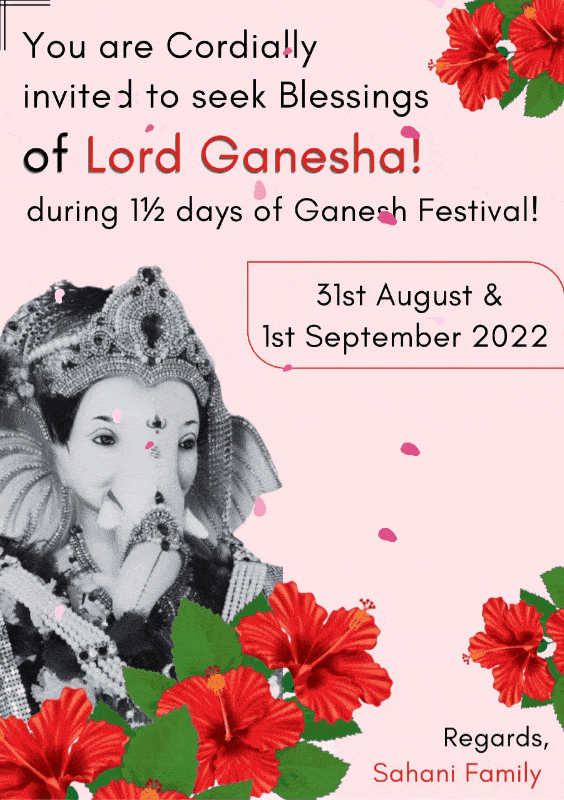 You are Cordially
invited to seek Blessings
of Lord Ganesha!
during 1½ days of Ganesh Festival!
31st August &
1st September 2022
Regards,
Sahani Family